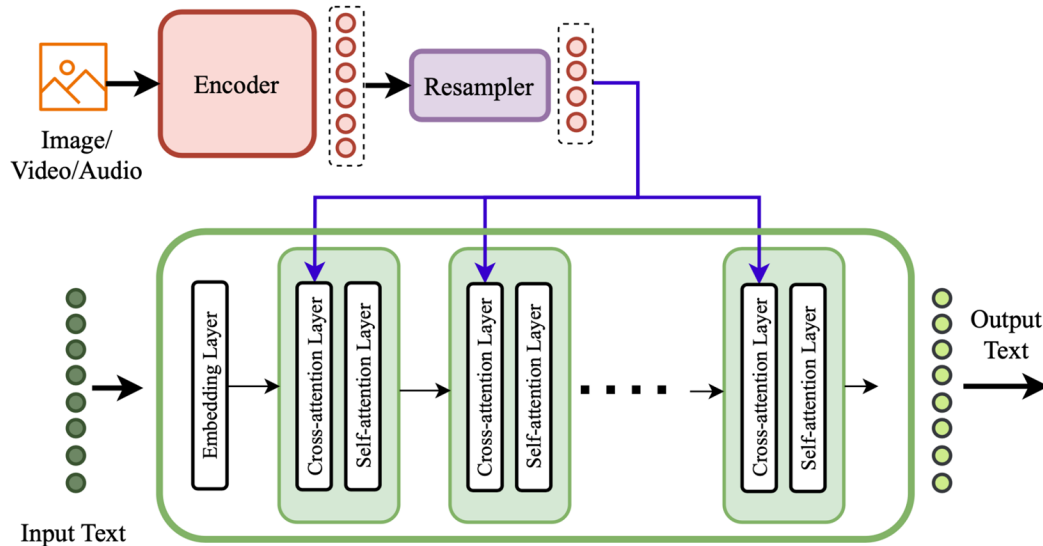 Image/
Video/Audio
Encoder
Resampler
Input Text
Embedding Layer
Cross-attention Layer
Self-attention Layer
Cross-attention Layer
Self-attention Layer
Cross-attention Layer
Self-attention Layer
Output
Text